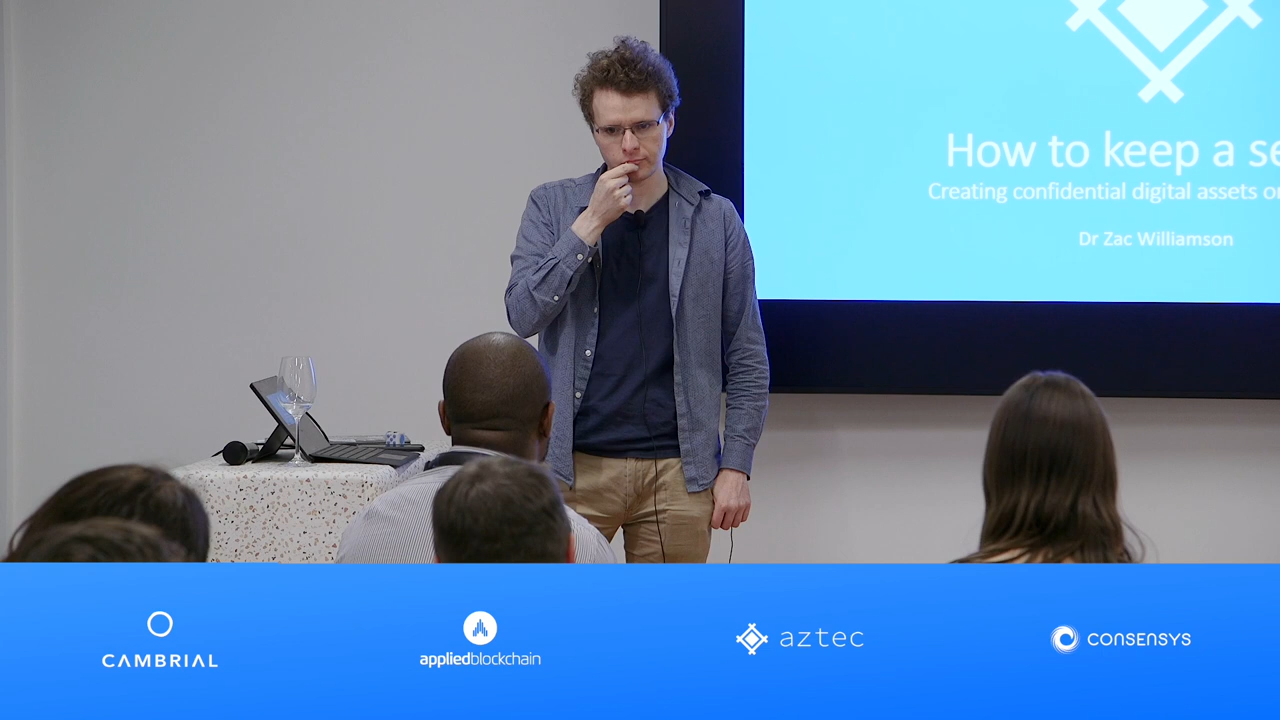 How to keep a se
Creating confidential digital assets o
Dr Zac Williamson
CAMBRIAL
appliedblockchain
aztec
CONSENSYS